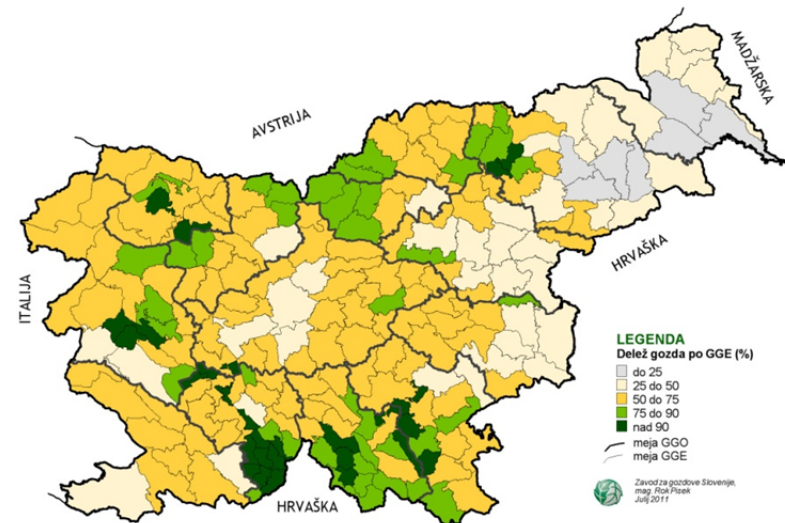 MADŽARSKA
AVSTRIJA
HRVAŠKA
ITALIJA
LEGENDA
Delež gozda po GGE (%)
do 25
25 do 50
50 do 75
75 do 90
nad 90
meja GGO
meja GGE
HRVAŠKA
Zavod za gozdove Slovenije,
mag. Rok Pisek
Julij 2011